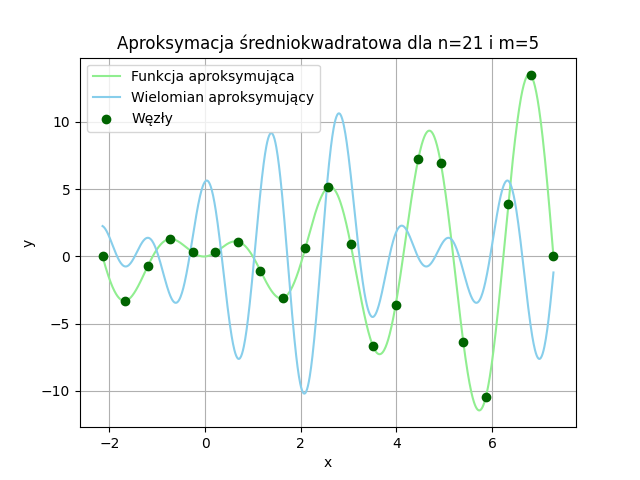 Aproksymacja średniokwadratowa dla n=21 i m=5
Funkcja aproksymująca
Wielomian aproksymujący
Węzły
10
5
0
−5
−10
y
−2 0 2 4 6
x